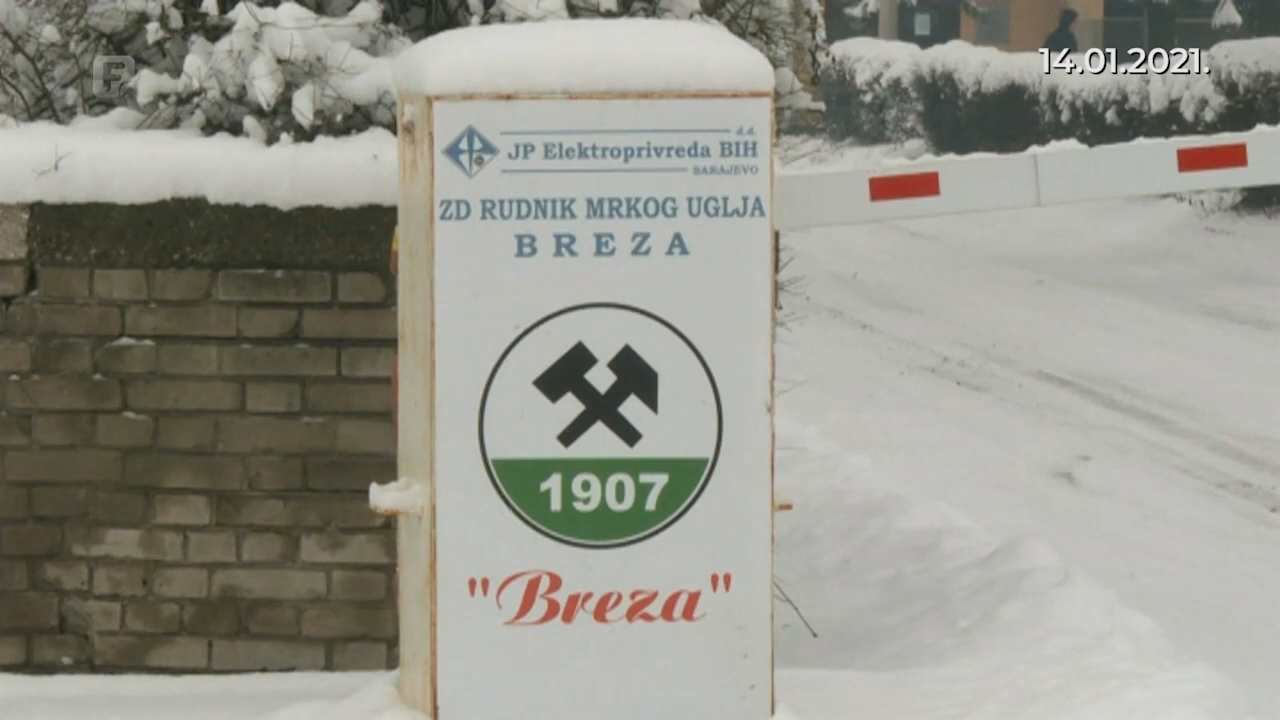 14.01.2021.
d.d.
JP Elektroprivreda BIH
SARAJEVO
ZD RUDNIK MRKOG UGLJA
BREZA
1907
"Breza"